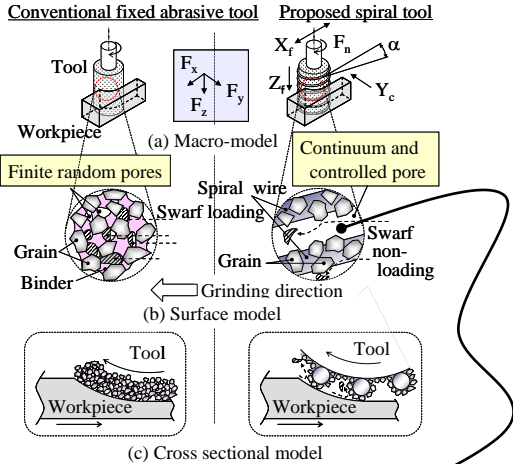 Conventional fixed abrasive tool
Proposed spiral tool
Tool
Workpiece
Fx
Fy
Fz
Xf
Fn
α
Zf
Yc
(a) Macro-model
Finite random pores
Continuum and
controlled pore
Spiral wire
Swarf loading
Grain
Binder
Swarf
non-
loading
Grain
Grinding direction
(b) Surface model
Tool
Workpiece
Tool
Workpiece
(c) Cross sectional model